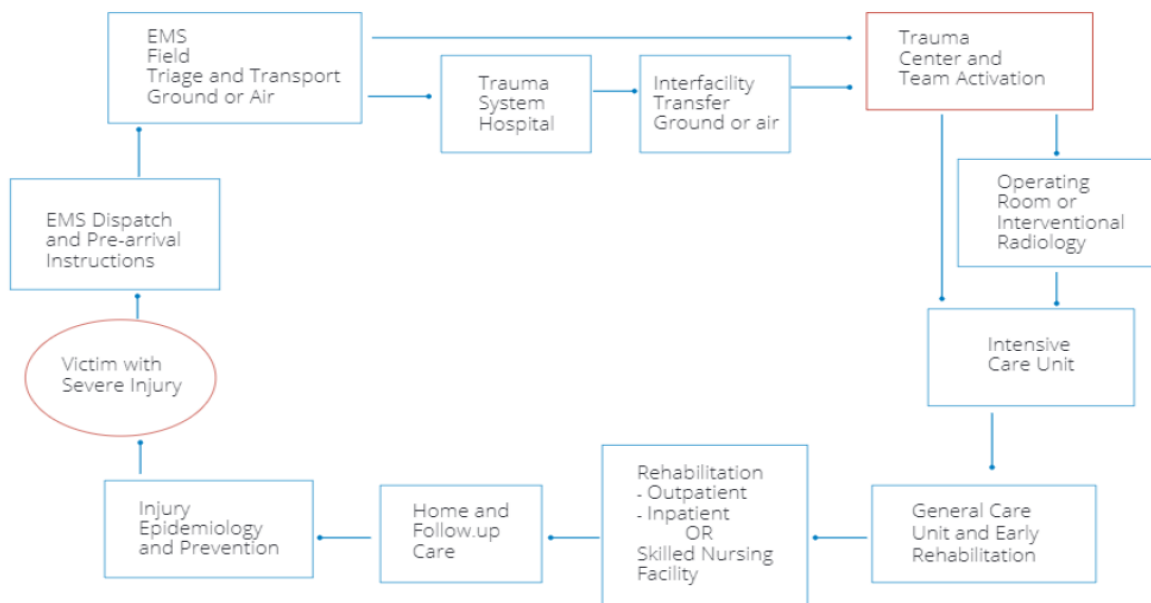 EMS
Field
Triage and Transport
Ground or Air
Trauma
System
Hospital
Interfacility
Transfer
Ground or air
Trauma
Center and
Team Activation
Operating
Room or
Interventional
Radiology
EMS Dispatch
and Pre-arrival
Instructions
Victim with
Severe Injury
Intensive
Care Unit
Injury
Epidemiology
and Prevention
Home and
Follow.up
Care
Rehabilitation
- Outpatient
- Inpatient
OR
Skilled Nursing
Facility
General Care
Unit and Early
Rehabilitation